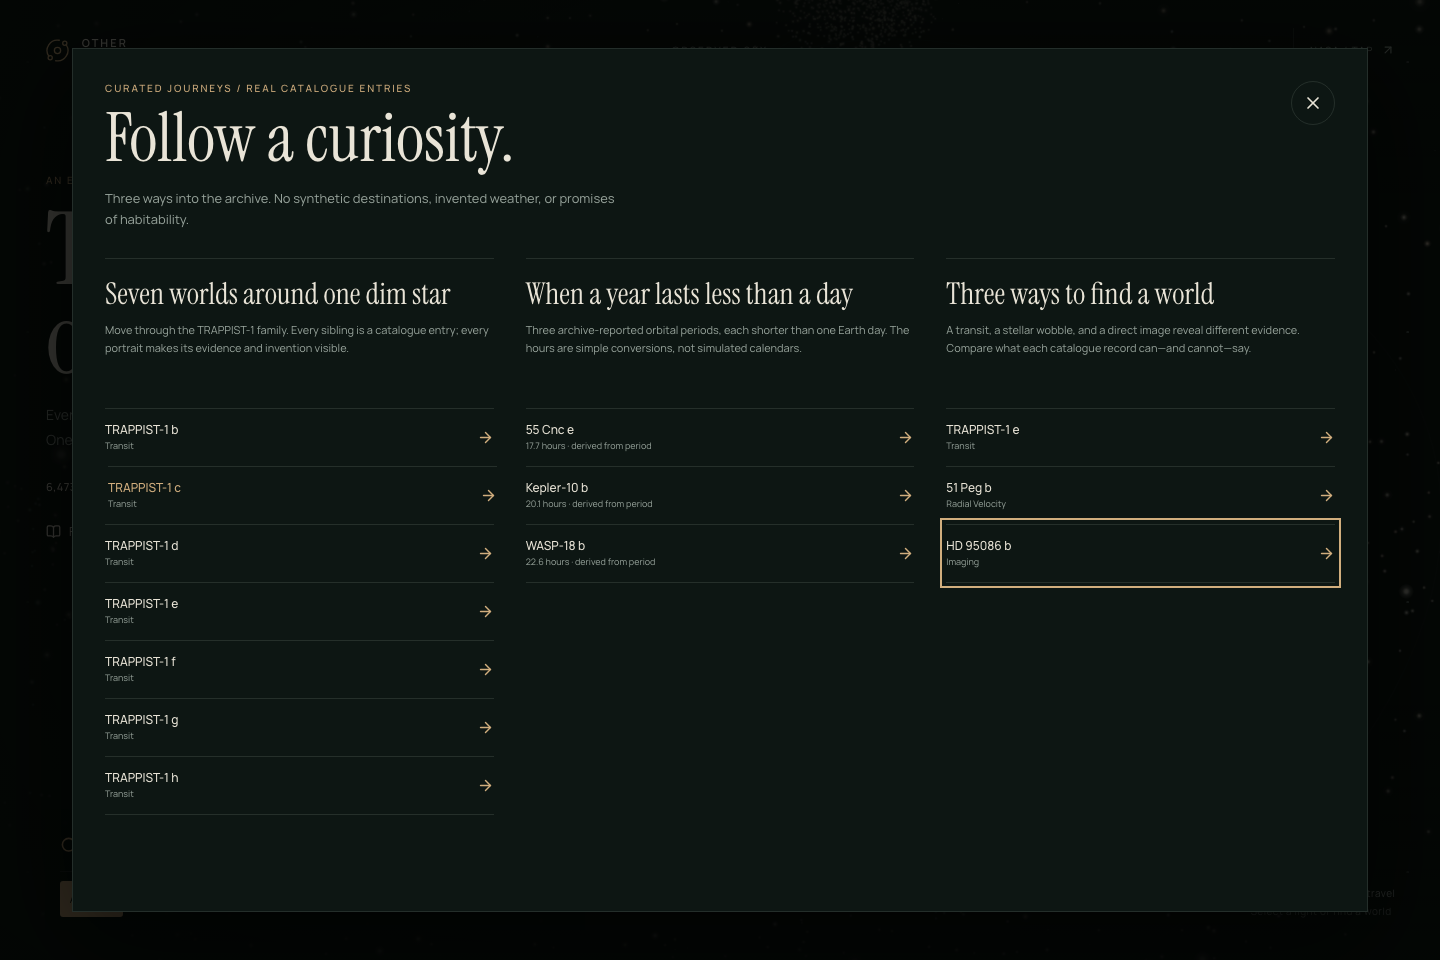 OTHER
CURATED JOURNEYS / REAL CATALOGUE ENTRIES
Follow a curiosity.
Three ways into the archive. No synthetic destinations, invented weather, or promises
of habitability.
Seven worlds around one dim star
Move through the TRAPPIST-1 family. Every sibling is a catalogue entry; every
portrait makes its evidence and invention visible.
TRAPPIST-1 b
Transit
TRAPPIST-1 c
Transit
TRAPPIST-1 d
Transit
TRAPPIST-1 e
Transit
TRAPPIST-1 f
Transit
TRAPPIST-1 g
Transit
TRAPPIST-1 h
Transit
When a year lasts less than a day
Three archive-reported orbital periods, each shorter than one Earth day. The
hours are simple conversions, not simulated calendars.
55 Cnc e
17.7 hours · derived from period
Kepler-10 b
20.1 hours · derived from period
WASP-18 b
22.6 hours · derived from period
Three ways to find a world
A transit, a stellar wobble, and a direct image reveal different evidence.
Compare what each catalogue record can—and cannot—say.
TRAPPIST-1 e
Transit
51 Peg b
Radial Velocity
HD 95086 b
Imaging
travel